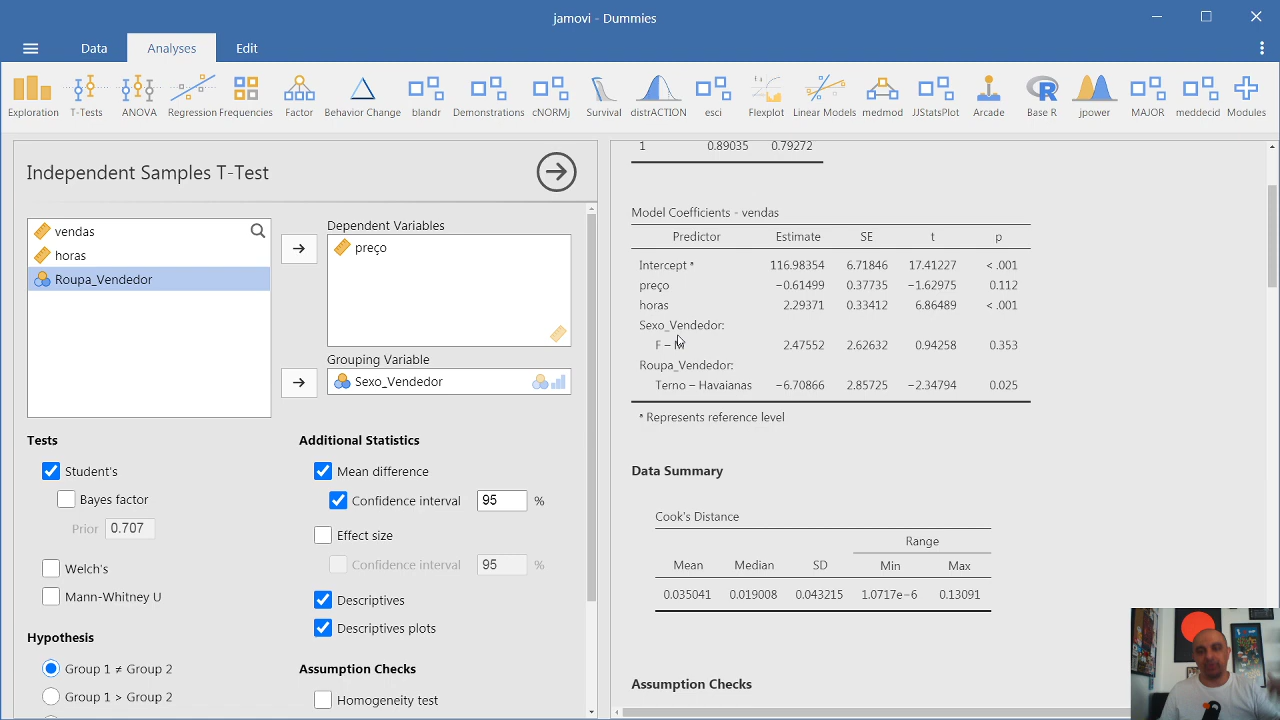 jamovi - Dummies
Data Analyses Edit
Exploration T-Tests ANOVA Regression Frequencies Factor Behavior Change blandr Demonstrations cNORMj Survival distrACTION esci Flexplot Linear Models medmod JJStatsPlot Arcade Base R jpower MAJOR meddecid Modules
Independent Samples T-Test
vendas
horas
Roupa_Vendedor
Dependent Variables
preço
Grouping Variable
Sexo_Vendedor
Tests
Student's
Bayes factor
Prior 0.707
Welch's
Mann-Whitney U
Hypothesis
Group 1 ≠ Group 2
Group 1 > Group 2
Additional Statistics
Mean difference
Confidence interval 95 %
Effect size
Confidence interval 95 %
Descriptives
Descriptives plots
Assumption Checks
Homogeneity test
1 0.89035 0.79272
Model Coefficients - vendas
Predictor Estimate SE t p
Intercept ᵃ 116.98354 6.71846 17.41227 < .001
preço −0.61499 0.37735 −1.62975 0.112
horas 2.29371 0.33412 6.86489 < .001
Sexo_Vendedor:
F – M 2.47552 2.62632 0.94258 0.353
Roupa_Vendedor:
Terno – Havaianas −6.70866 2.85725 −2.34794 0.025
ᵃ Represents reference level
Data Summary
Cook's Distance
Range
Mean Median SD Min Max
0.035041 0.019008 0.043215 1.0717e−6 0.13091
Assumption Checks